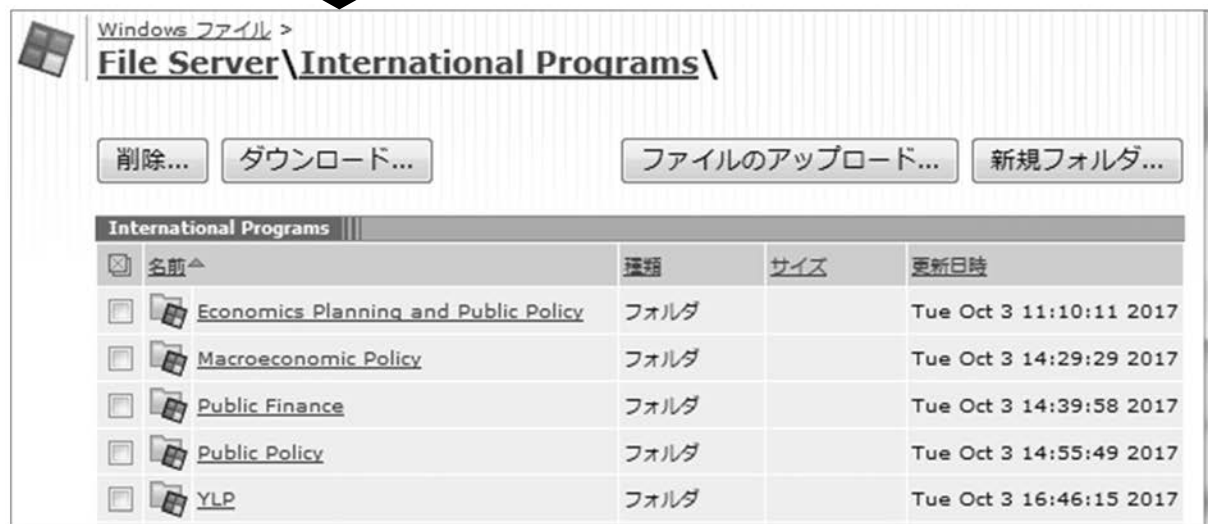 Windows ファイル >
File Server\International Programs\
削除... ダウンロード... ファイルのアップロード... 新規フォルダ...
International Programs
名前 種類 サイズ 更新日時
Economics Planning and Public Policy フォルダ Tue Oct 3 11:10:11 2017
Macroeconomic Policy フォルダ Tue Oct 3 14:29:29 2017
Public Finance フォルダ Tue Oct 3 14:39:58 2017
Public Policy フォルダ Tue Oct 3 14:55:49 2017
YLP フォルダ Tue Oct 3 16:46:15 2017